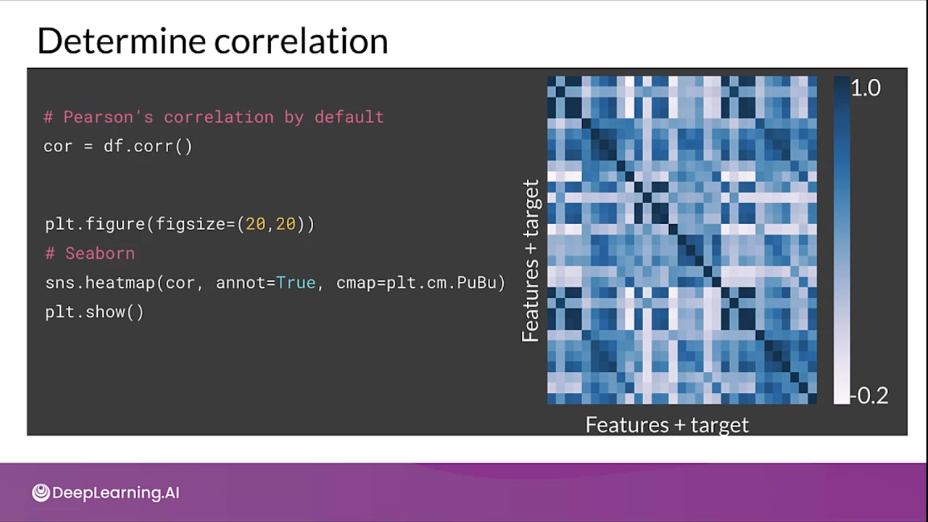 Determine correlation
# Pearson's correlation by default
cor = df.corr()
plt.figure(figsize=(20,20))
# Seaborn
sns.heatmap(cor, annot=True, cmap=plt.cm.PuBu)
plt.show()
Features + target
1.0
-0.2
Features + target
DeepLearning.AI